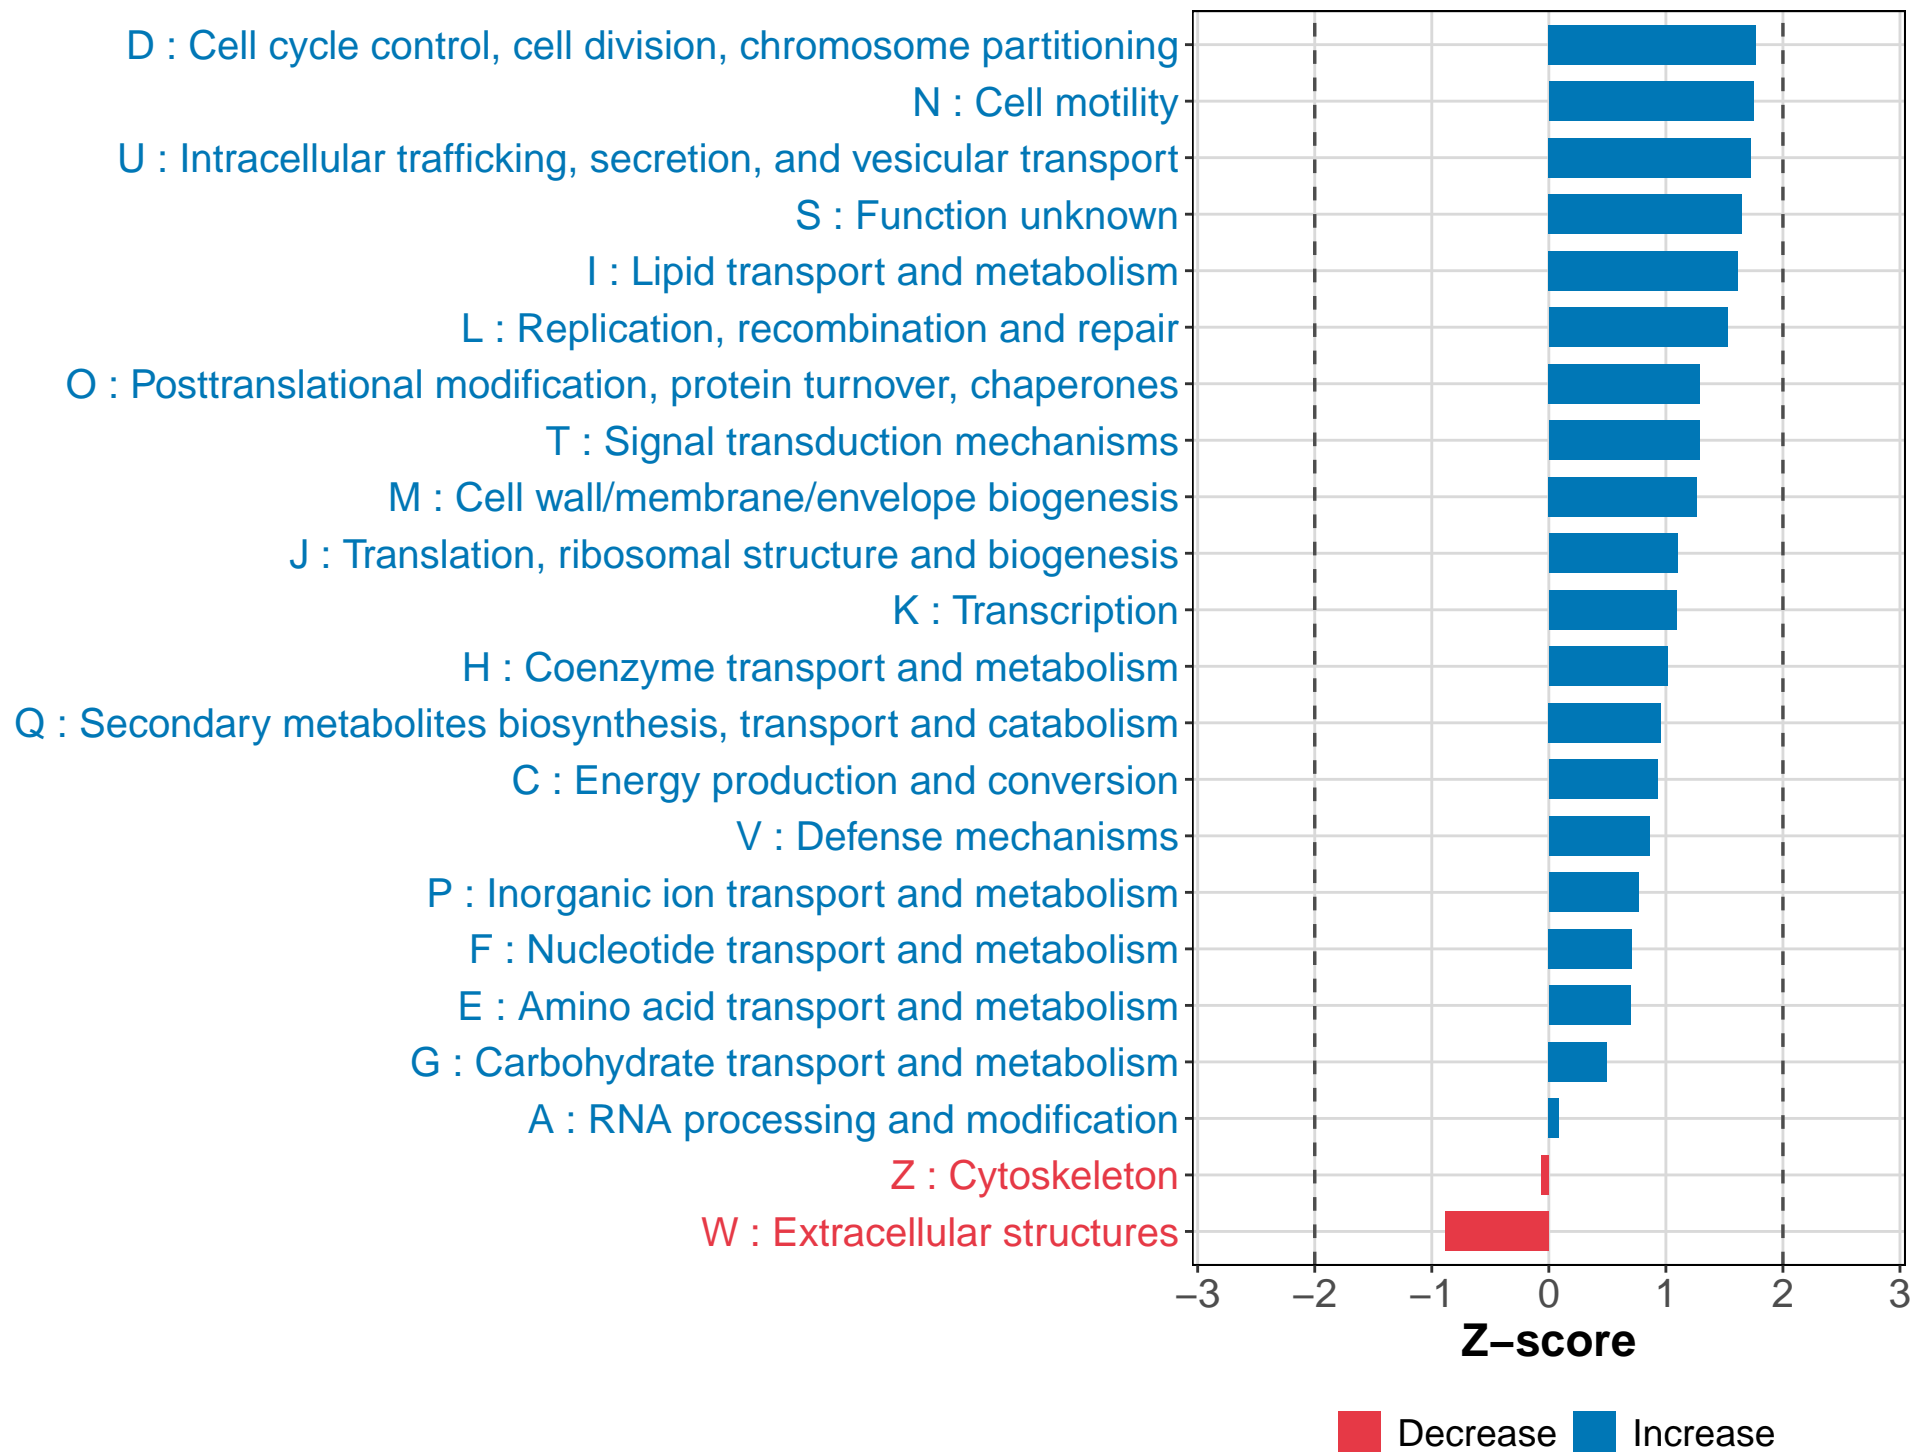 D : Cell cycle control, cell division, chromosome partitioning
N : Cell motility
U : Intracellular trafficking, secretion, and vesicular transport
S : Function unknown
I : Lipid transport and metabolism
L : Replication, recombination and repair
O : Posttranslational modification, protein turnover, chaperones
T : Signal transduction mechanisms
M : Cell wall/membrane/envelope biogenesis
J : Translation, ribosomal structure and biogenesis
K : Transcription
H : Coenzyme transport and metabolism
Q : Secondary metabolites biosynthesis, transport and catabolism
C : Energy production and conversion
V : Defense mechanisms
P : Inorganic ion transport and metabolism
F : Nucleotide transport and metabolism
E : Amino acid transport and metabolism
G : Carbohydrate transport and metabolism
A : RNA processing and modification
Z : Cytoskeleton
W : Extracellular structures
−3 −2 −1 0 1 2 3
Z−score
Decrease Increase